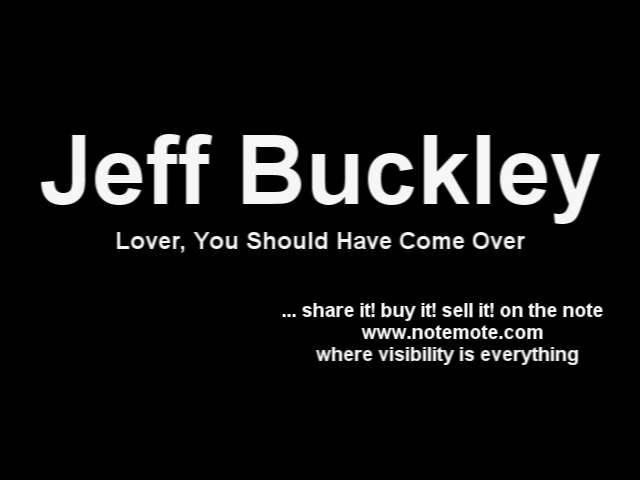 Jeff Buckley
Lover, You Should Have Come Over
... share it! buy it! sell it! on the note
www.notemote.com
where visibility is everything